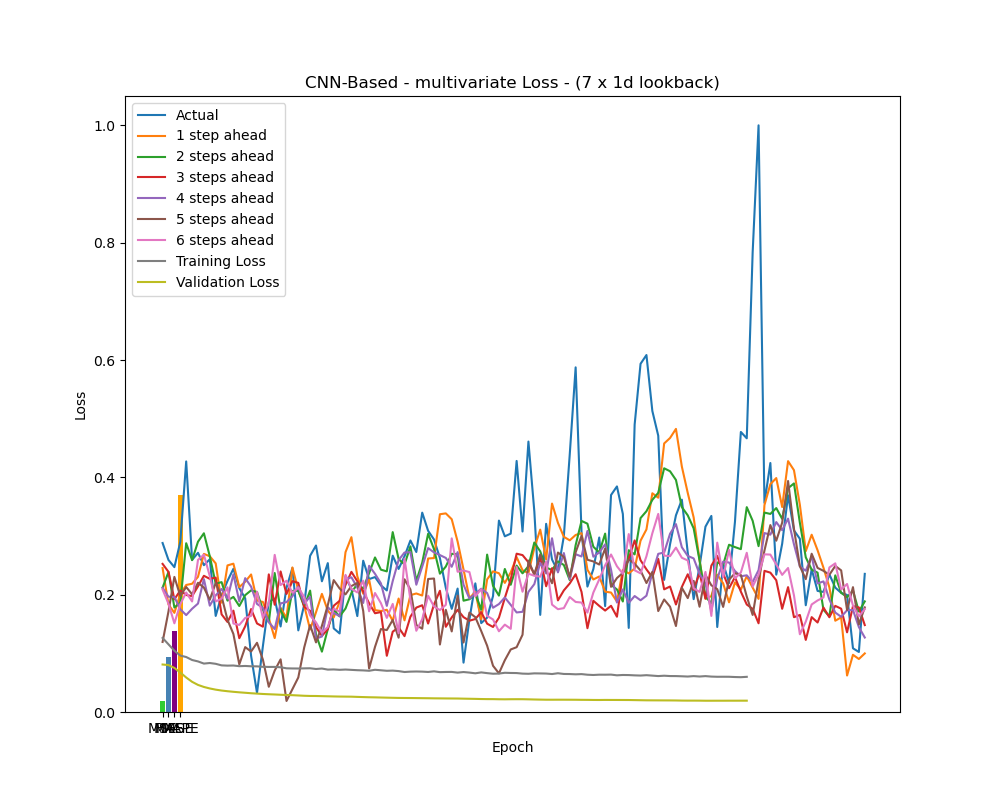 CNN-Based - multivariate Loss - (7 x 1d lookback)
Actual
1 step ahead
2 steps ahead
3 steps ahead
4 steps ahead
5 steps ahead
6 steps ahead
Training Loss
Validation Loss
1.0
0.8
0.6
0.4
0.2
0.0
Loss
Epoch